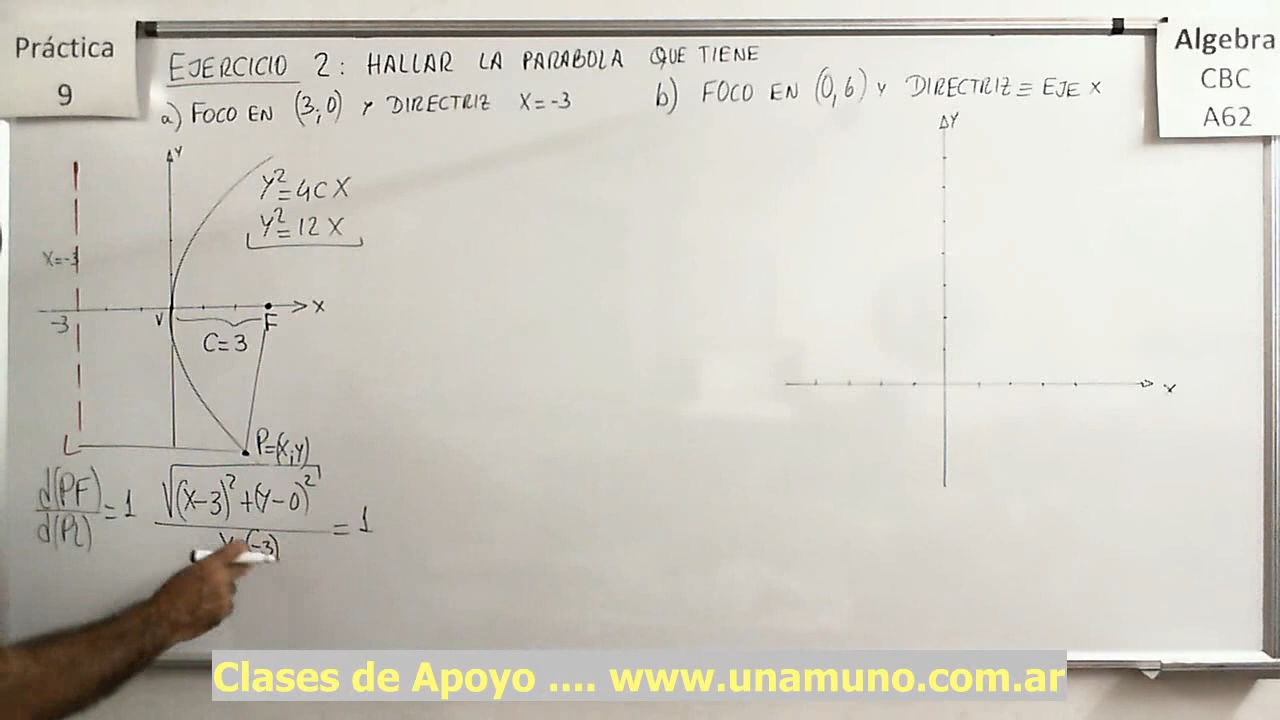 Práctica
9
Algebra
CBC
A62
EJERCICIO 2: HALLAR LA PARABOLA QUE TIENE
a) FOCO EN (3;0) Y DIRECTRIZ X=-3
b) FOCO EN (0,6) Y DIRECTRIZ ≡ EJE X
Y
Y²=4CX
Y²=12X
X=-3
-3
V
F
X
C=3
L
P=(X;Y)
d(PF)/d(PL) = 1
√((X-3)²+(Y-0)²)
= 1
(-3)
Y
X
Clases de Apoyo .... www.unamuno.com.ar